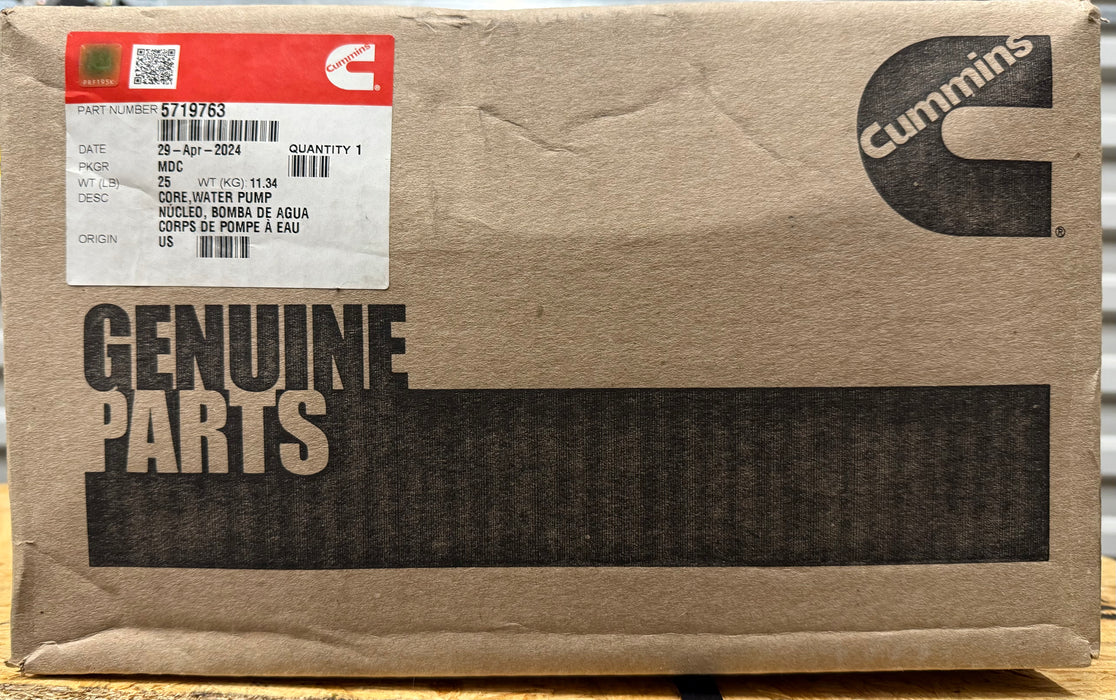 PRF193K
Cummins
PART NUMBER 5719763
DATE 29-Apr-2024 QUANTITY 1
PKGR MDC
WT (LB) 25 WT (KG): 11.34
DESC CORE,WATER PUMP
NÚCLEO, BOMBA DE AGUA
CORPS DE POMPE À EAU
ORIGIN US
Cummins
GENUINE
PARTS